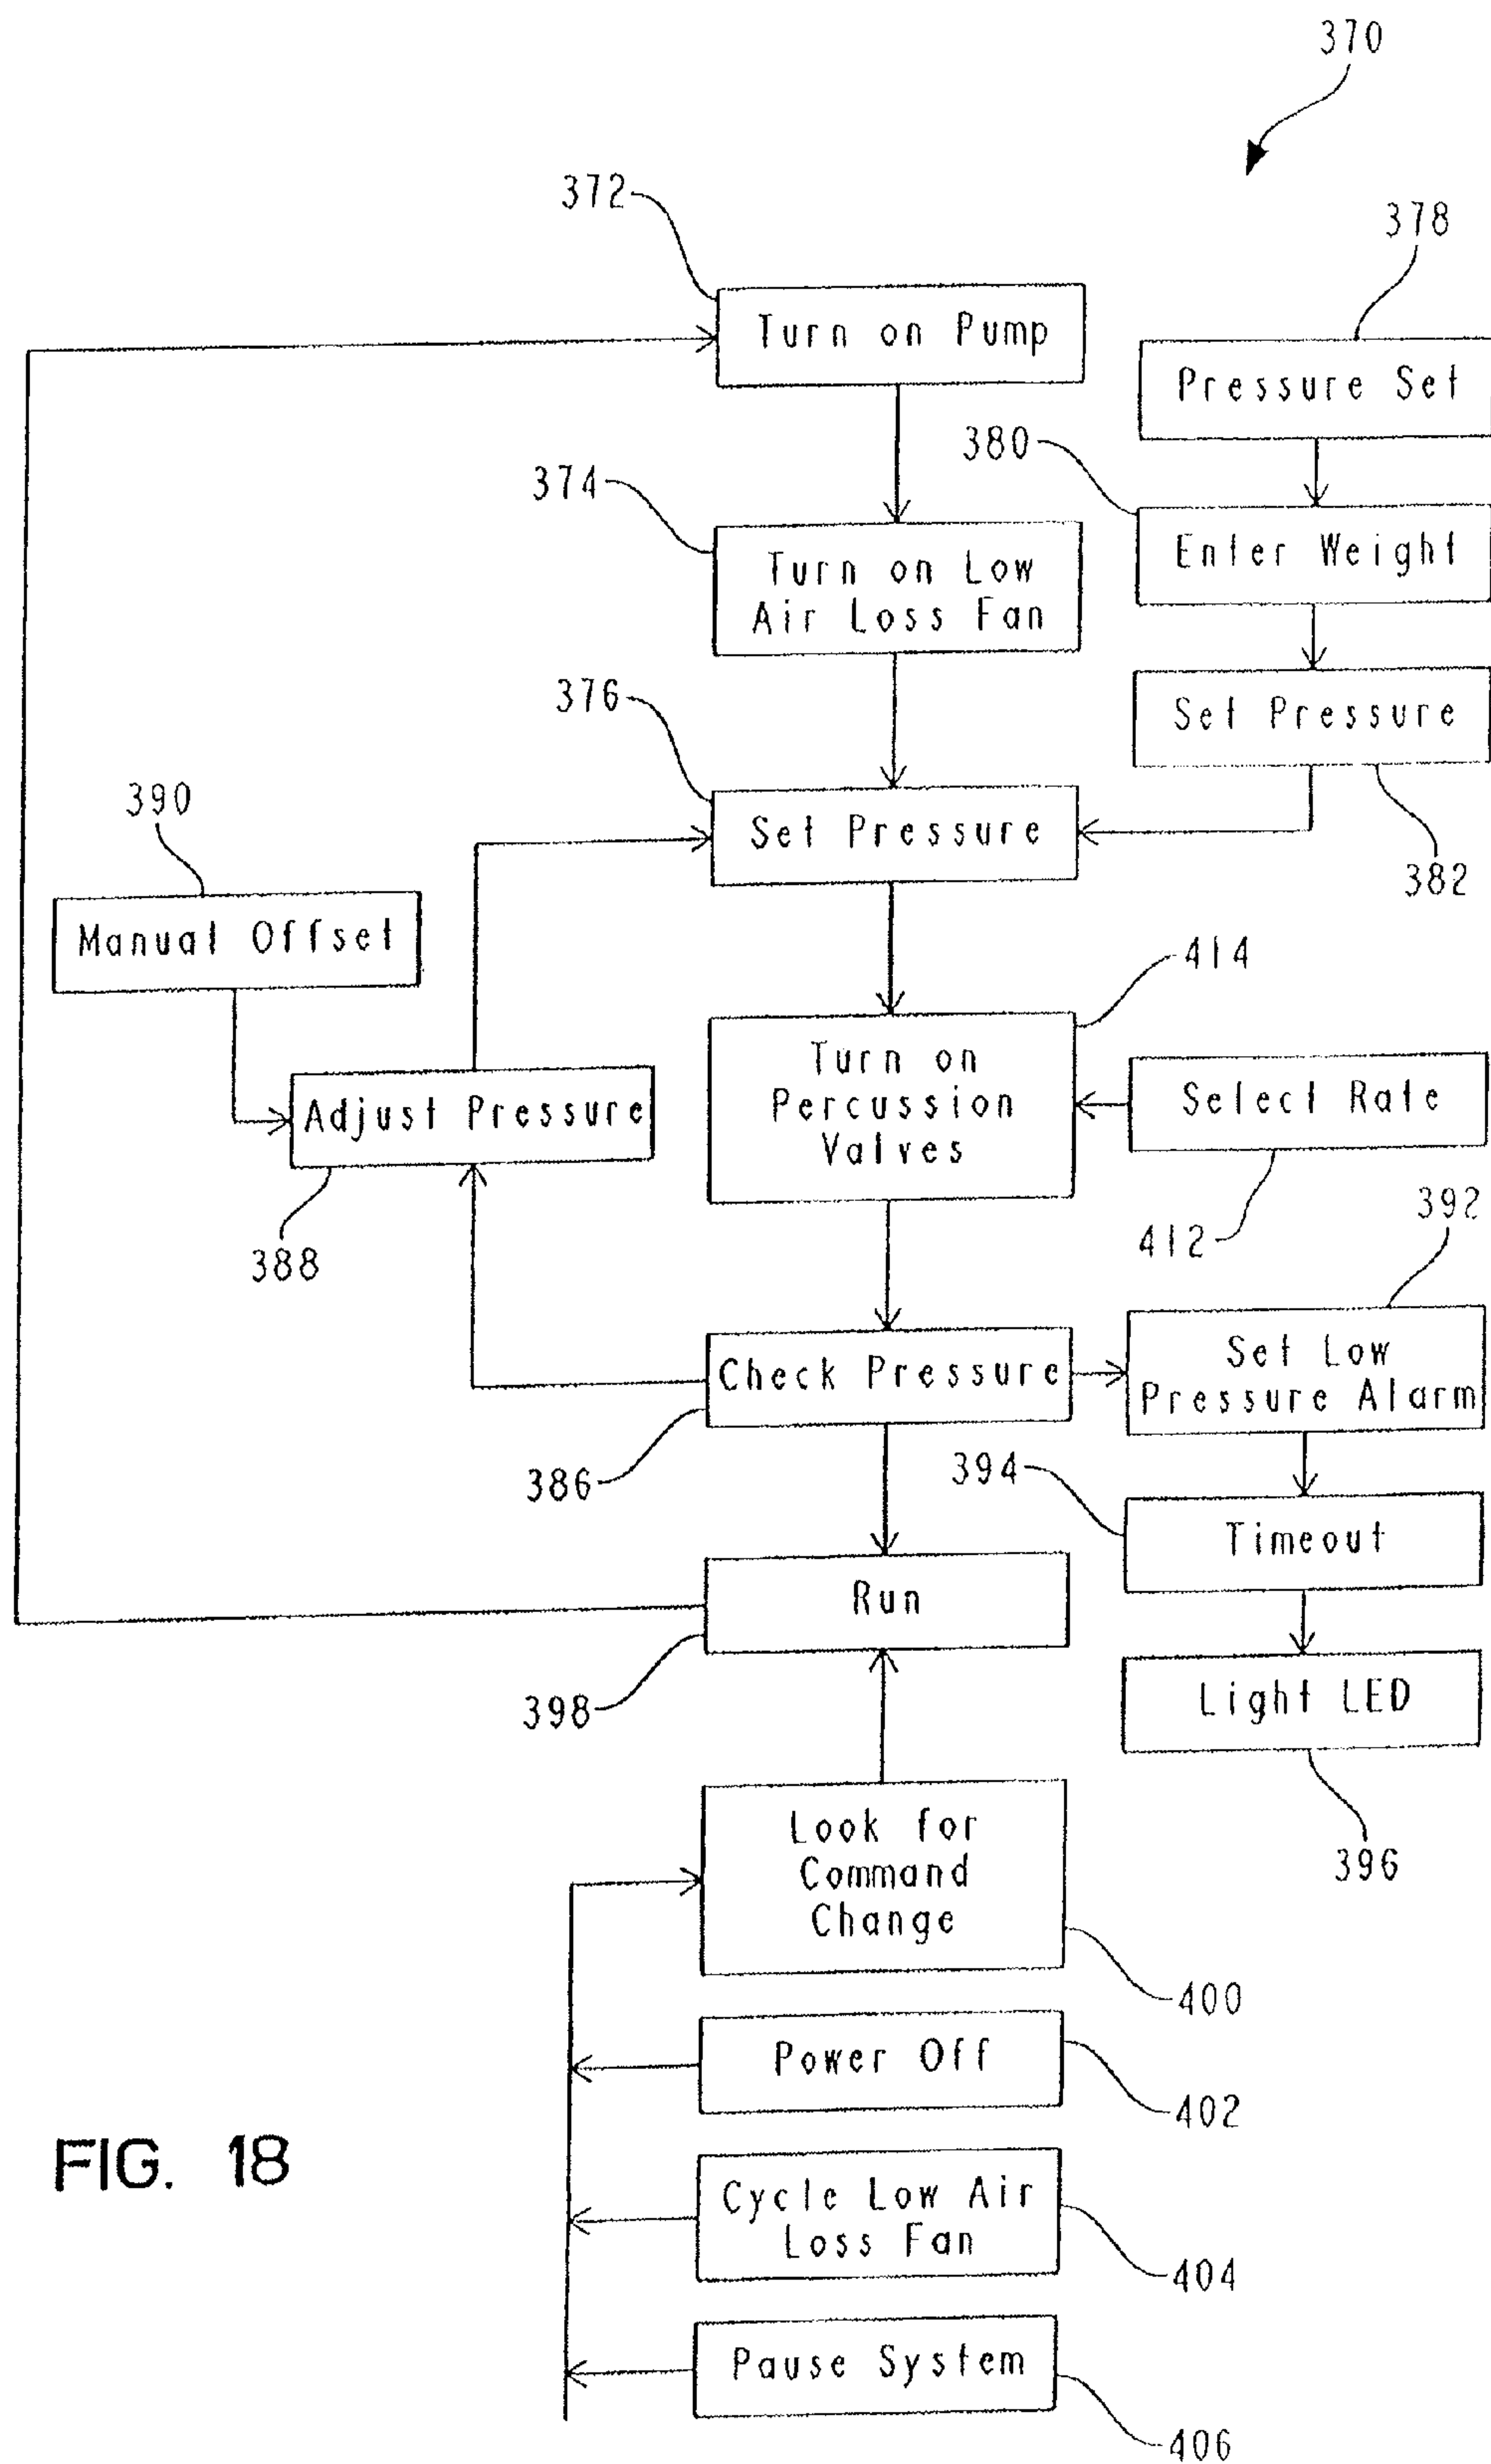 370
372
378
Turn on Pump
Pressure Set
380
374
Enter Weight
Turn on Low
Air Loss Fan
376
Set Pressure
390
Set Pressure
382
Manual Offset
414
Turn on
Percussion
Valves
Select Rate
Adjust Pressure
388
412
392
Check Pressure
Set Low
Pressure Alarm
386
394
Timeout
Run
398
Light LED
396
Look for
Command
Change
400
Power Off
402
Cycle Low Air
Loss Fan
404
Pause System
406
FIG. 18